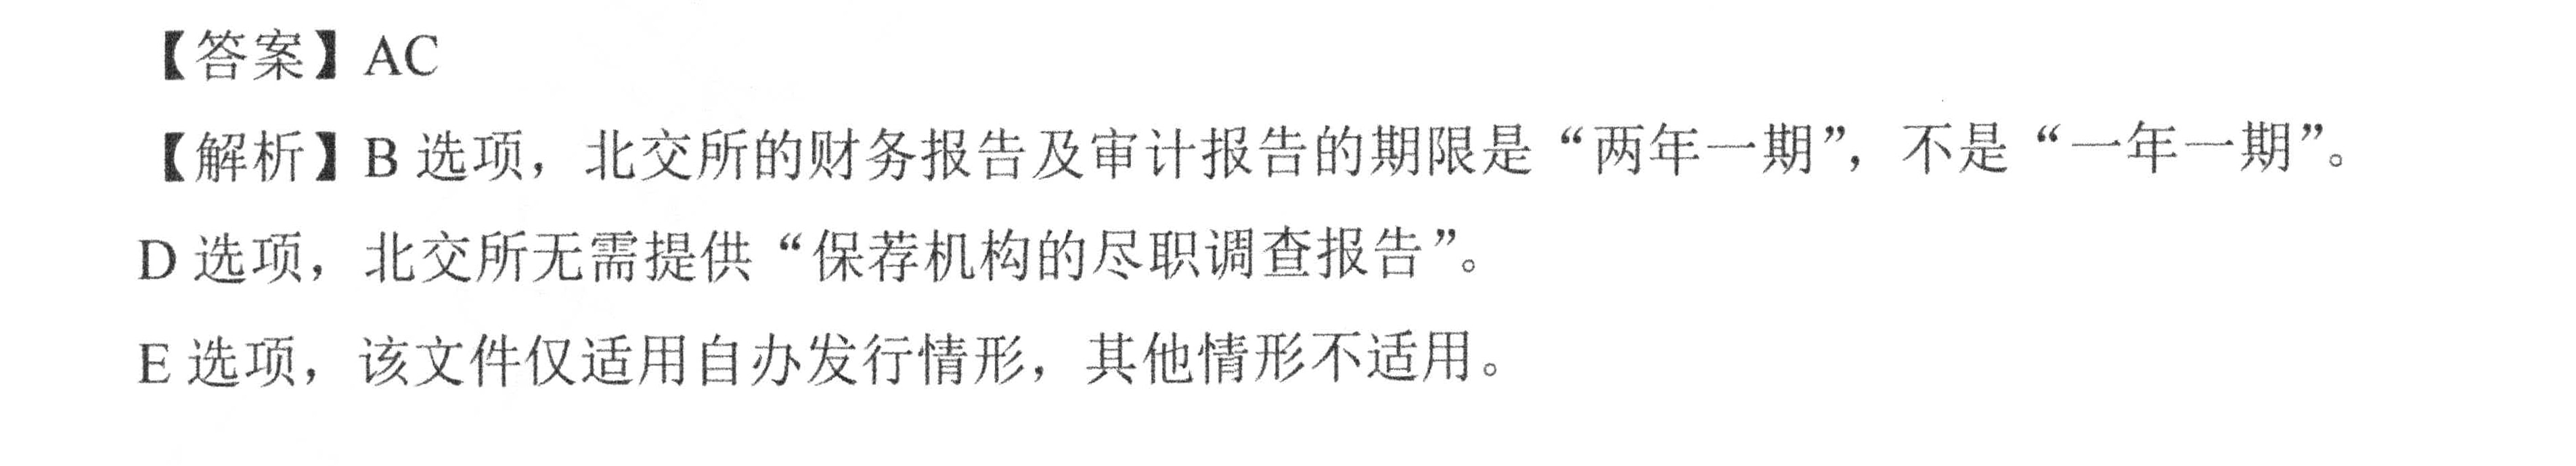 【答案】AC
【解析】B 选项，北交所的财务报告及审计报告的期限是“两年一期”，不是“一年一期”。
D 选项，北交所无需提供“保荐机构的尽职调查报告”。
E 选项，该文件仅适用自办发行情形，其他情形不适用。